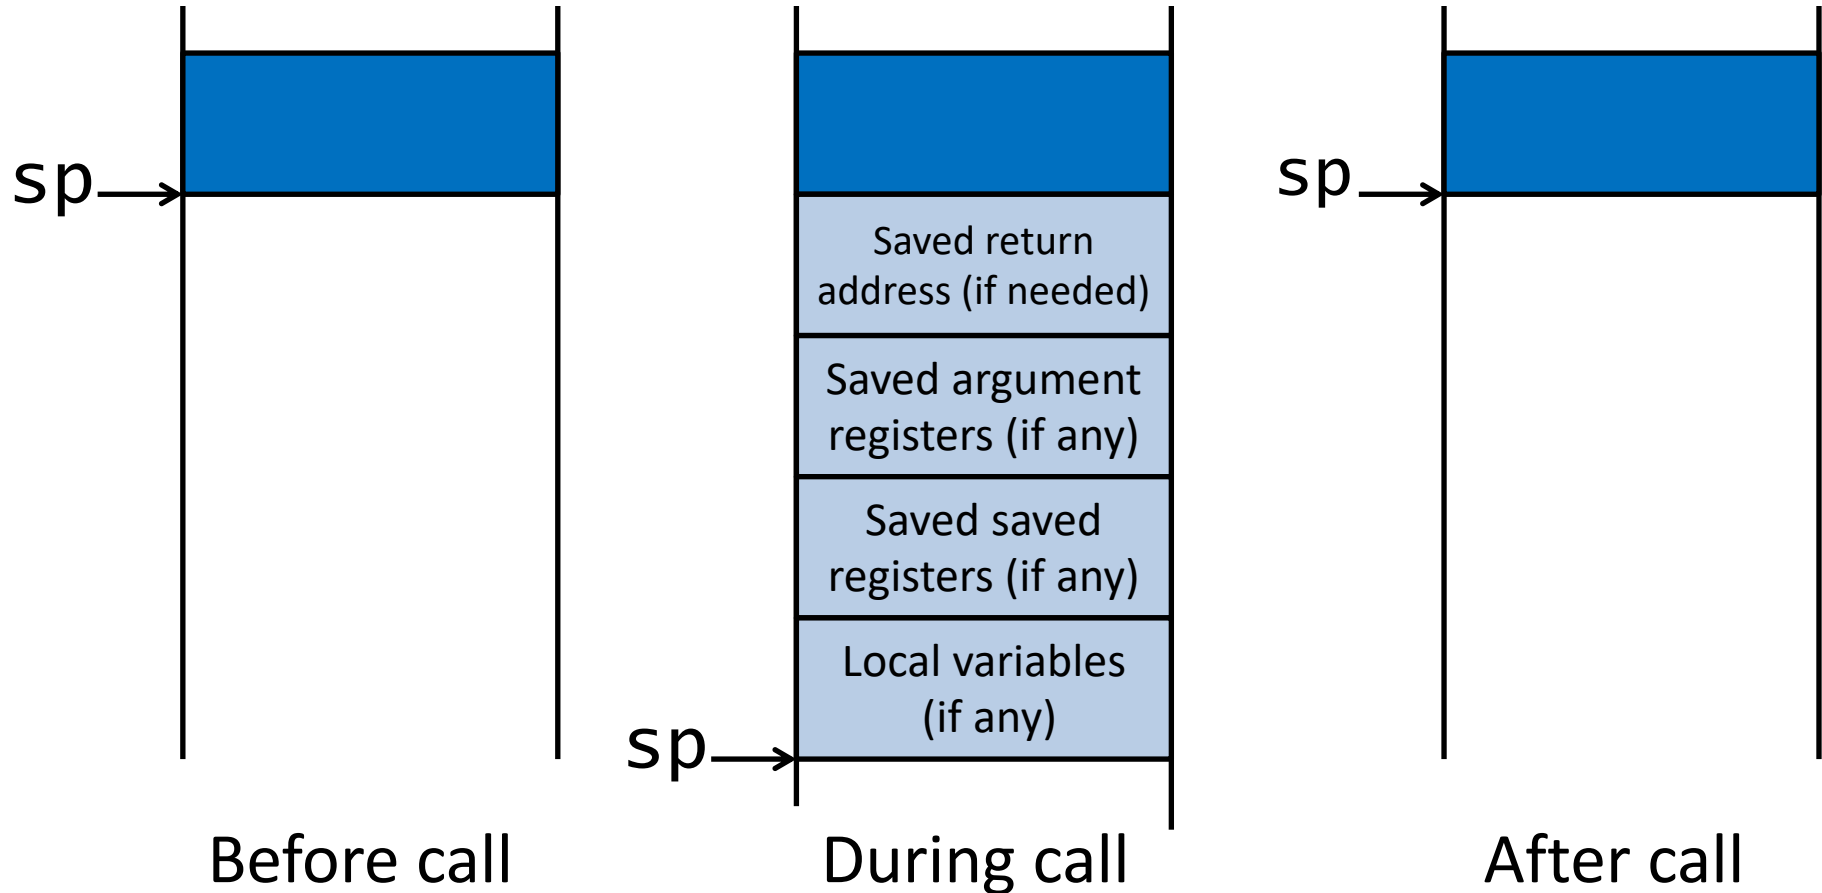 sp
Before call
Saved return
address (if needed)
Saved argument
registers (if any)
Saved saved
registers (if any)
Local variables
(if any)
sp
During call
sp
After call